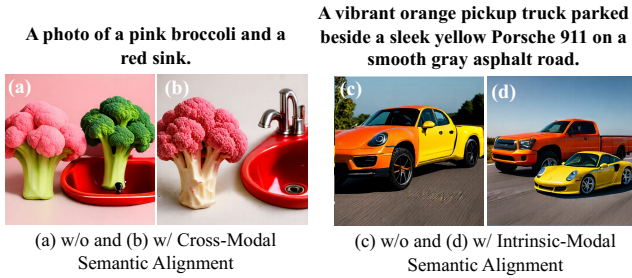 A photo of a pink broccoli and a
red sink.
A vibrant orange pickup truck parked
beside a sleek yellow Porsche 911 on a
smooth gray asphalt road.
(a)
(b)
(c)
(d)
(a) w/o and (b) w/ Cross-Modal
Semantic Alignment
(c) w/o and (d) w/ Intrinsic-Modal
Semantic Alignment